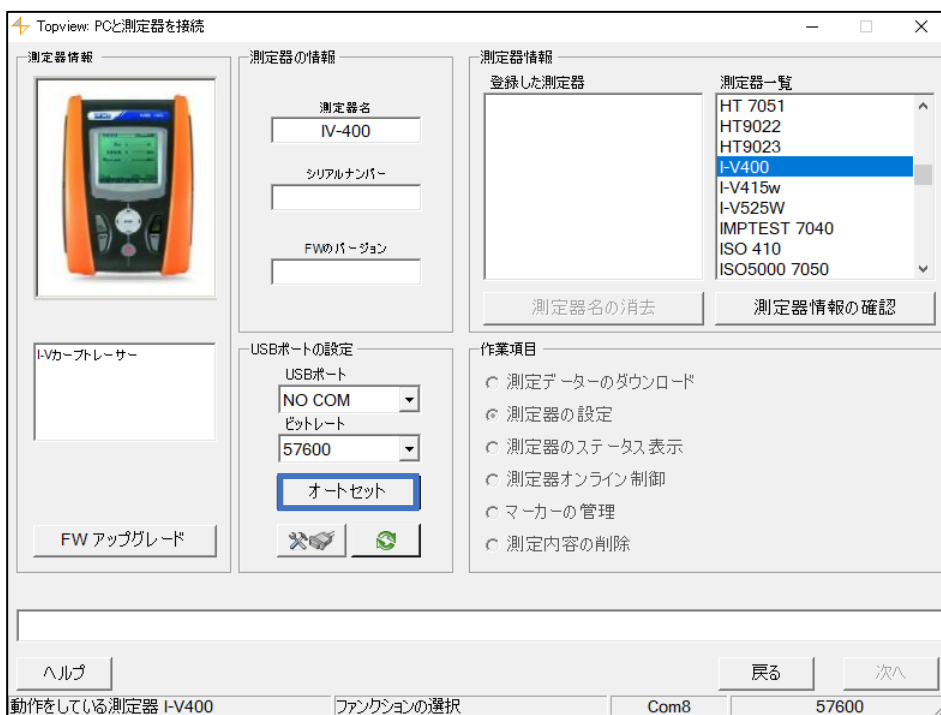 Topview: PCと測定器を接続
測定器情報
I-Vカーブトレーサー
FW アップグレード
測定器の情報
測定器名
IV-400
シリアルナンバー
FWのバージョン
USBポートの設定
USBポート
NO COM
ビットレート
57600
オートセット
測定器情報
登録した測定器
測定器一覧
HT 7051
HT9022
HT9023
I-V400
I-V415w
I-V525W
IMPTEST 7040
ISO 410
ISO5000 7050
測定器名の消去
測定器情報の確認
作業項目
測定データーのダウンロード
測定器の設定
測定器のステータス表示
測定器オンライン制御
マーカーの管理
測定内容の削除
ヘルプ
戻る
次へ
動作をしている測定器 I-V400
ファンクションの選択
Com8
57600